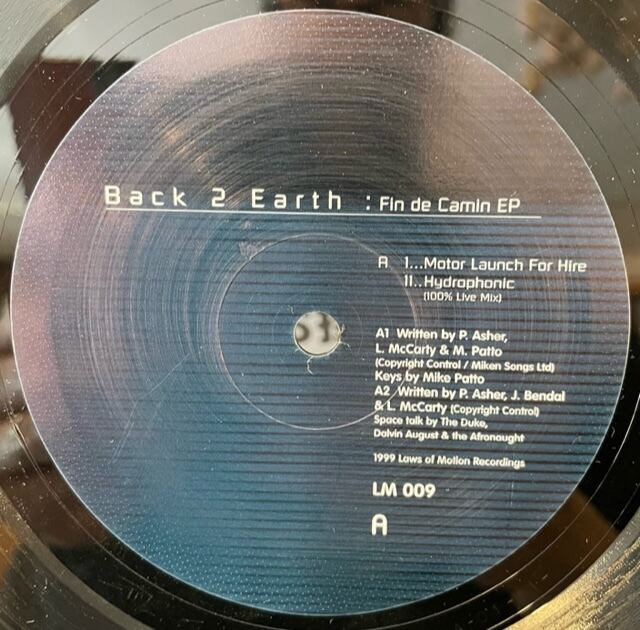 Back 2 Earth : Fin de Camin EP
A I...Motor Launch For Hire
II..Hydrophonic
(100% Live Mix)
A1 Written by P. Asher,
L. McCarty & M. Patto
(Copyright Control / Miken Songs Ltd)
Keys by Mike Patto
A2 Written by P. Asher, J. Bendal
& L. McCarty (Copyright Control)
Space talk by The Duke,
Dalvin August & the Afronaught
1999 Laws of Motion Recordings
LM 009
A